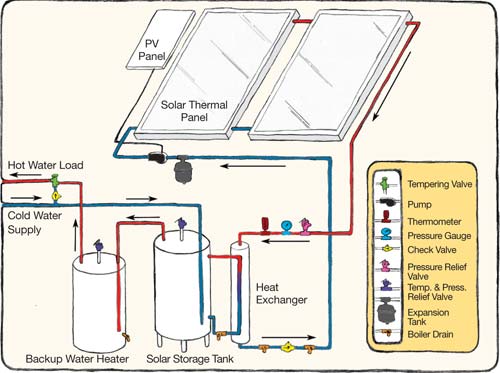 PV
Panel
Solar Thermal
Panel
Hot Water Load
Cold Water
Supply
Heat
Exchanger
Backup Water Heater
Solar Storage Tank
Tempering Valve
Pump
Thermometer
Pressure Gauge
Check Valve
Pressure Relief
Valve
Temp. & Press.
Relief Valve
Expansion
Tank
Boiler Drain